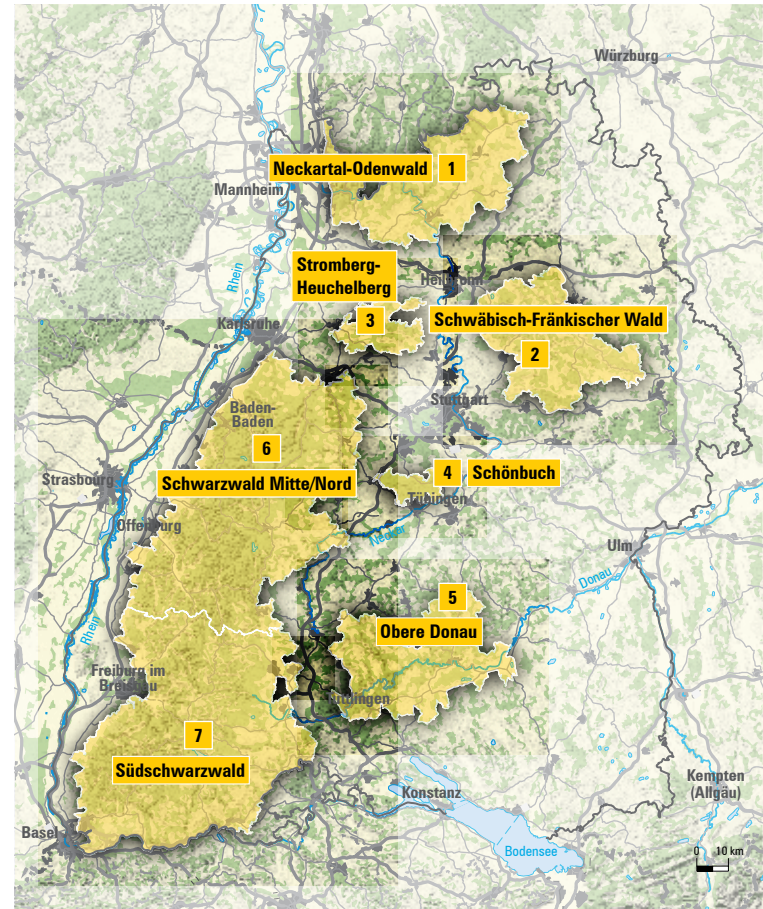 Würzburg
Neckartal-Odenwald 1
Mannheim
Stromberg-
Heuchelberg
3
Heilbronn
Rhein
Karlsruhe
Schwäbisch-Fränkischer Wald
2
Stuttgart
Baden-
Baden
6
Schwarzwald Mitte/Nord
Strasbourg
4 Schönbuch
Tübingen
Offenburg
Neckar
Ulm
Donau
5
Obere Donau
Rhein
Freiburg im
Breisgau
Tuttlingen
7
Südschwarzwald
Konstanz
Kempten
(Allgäu)
Basel
Bodensee
0 10 km